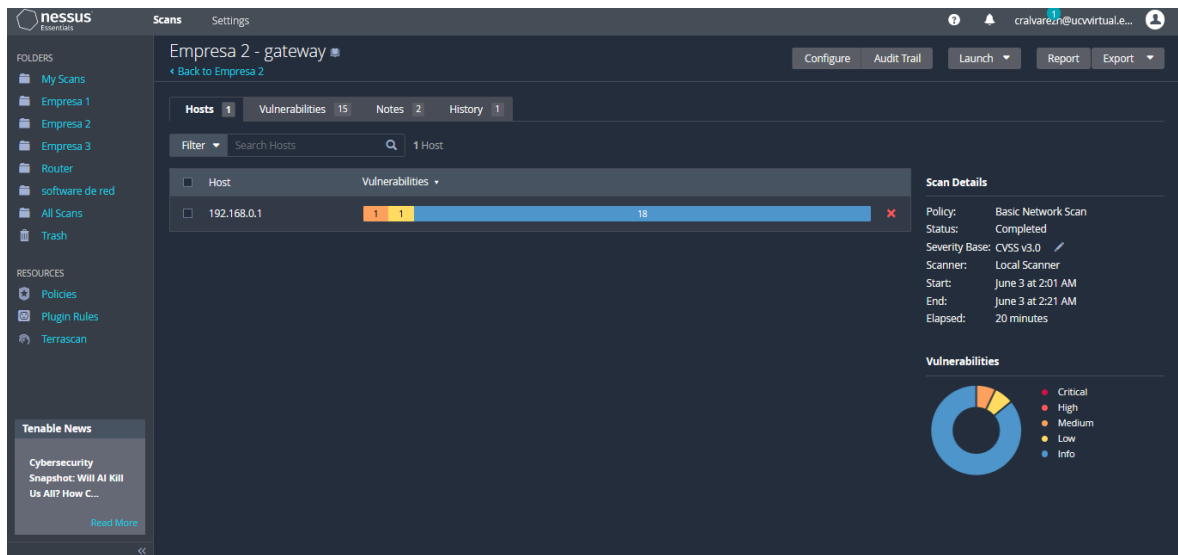 nessus
Essentials
Scans Settings
1
cralvarezn@ucvvirtual.e...
FOLDERS
My Scans
Empresa 1
Empresa 2
Empresa 3
Router
software de red
All Scans
Trash
RESOURCES
Policies
Plugin Rules
Terrascan
Tenable News
Cybersecurity
Snapshot: Will AI Kill
Us All? How C...
Read More
Empresa 2 - gateway
‹ Back to Empresa 2
Configure Audit Trail Launch Report Export
Hosts 1 Vulnerabilities 15 Notes 2 History 1
Filter Search Hosts 1 Host
Host Vulnerabilities
192.168.0.1 1 1 18
Scan Details
Policy: Basic Network Scan
Status: Completed
Severity Base: CVSS v3.0
Scanner: Local Scanner
Start: June 3 at 2:01 AM
End: June 3 at 2:21 AM
Elapsed: 20 minutes
Vulnerabilities
Critical
High
Medium
Low
Info